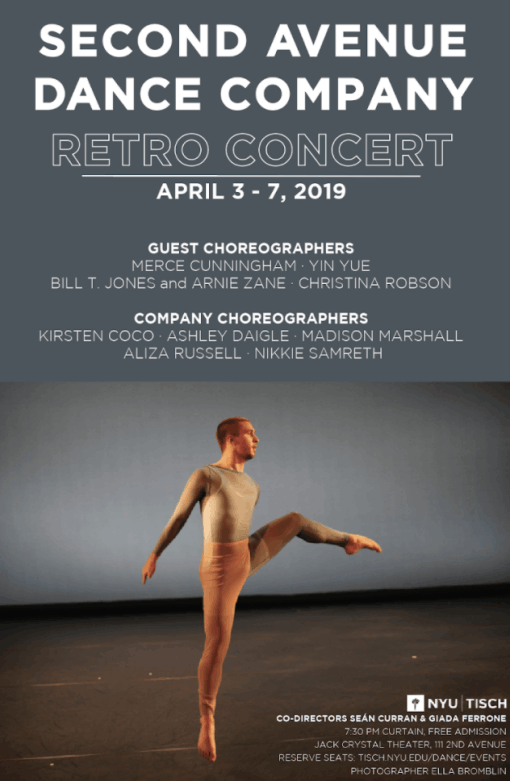 SECOND AVENUE
DANCE COMPANY
RETRO CONCERT
APRIL 3 - 7, 2019
GUEST CHOREOGRAPHERS
MERCE CUNNINGHAM · YIN YUE
BILL T. JONES and ARNIE ZANE · CHRISTINA ROBSON
COMPANY CHOREOGRAPHERS
KIRSTEN COCO · ASHLEY DAIGLE · MADISON MARSHALL
ALIZA RUSSELL · NIKKIE SAMRETH
NYU | TISCH
CO-DIRECTORS SEÁN CURRAN & GIADA FERRONE
7:30 PM CURTAIN, FREE ADMISSION
JACK CRYSTAL THEATER, 111 2ND AVENUE
RESERVE SEATS: TISCH.NYU.EDU/DANCE/EVENTS
PHOTOGRAPHER ELLA BROMBLIN